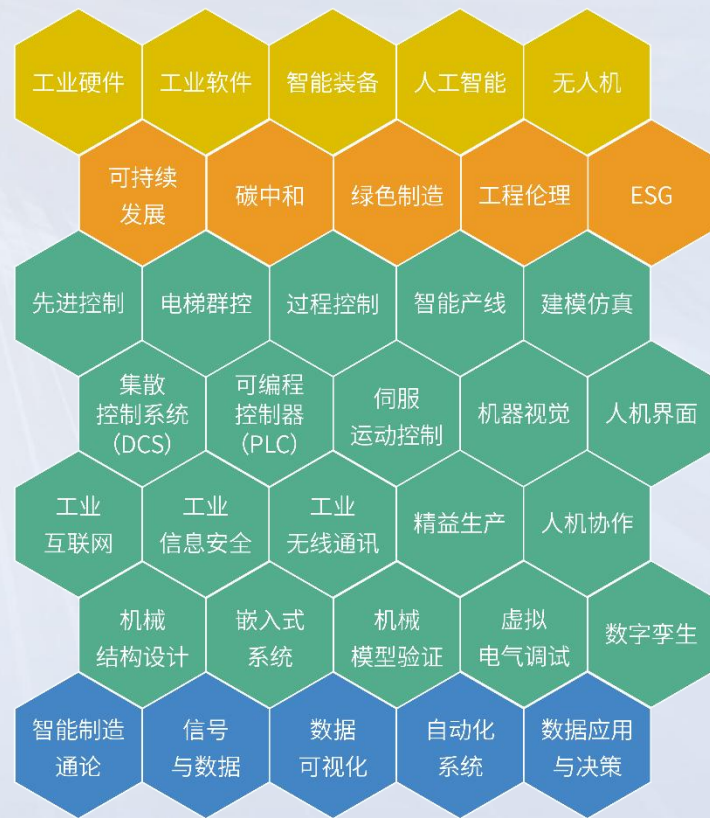 工业硬件 工业软件 智能装备 人工智能 无人机
可持续
发展
碳中和 绿色制造 工程伦理 ESG
先进控制 电梯群控 过程控制 智能产线 建模仿真
集散
控制系统
(DCS)
可编程
控制器
(PLC)
伺服
运动控制
机器视觉 人机界面
工业
互联网
工业
信息安全
工业
无线通讯
精益生产 人机协作
机械
结构设计
嵌入式
系统
机械
模型验证
虚拟
电气调试
数字孪生
智能制造
通论
信号
与数据
数据
可视化
自动化
系统
数据应用
与决策